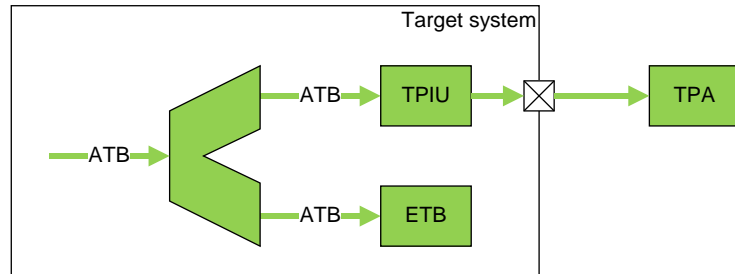 Target system
ATB
TPIU
TPA
ATB
ATB
ETB